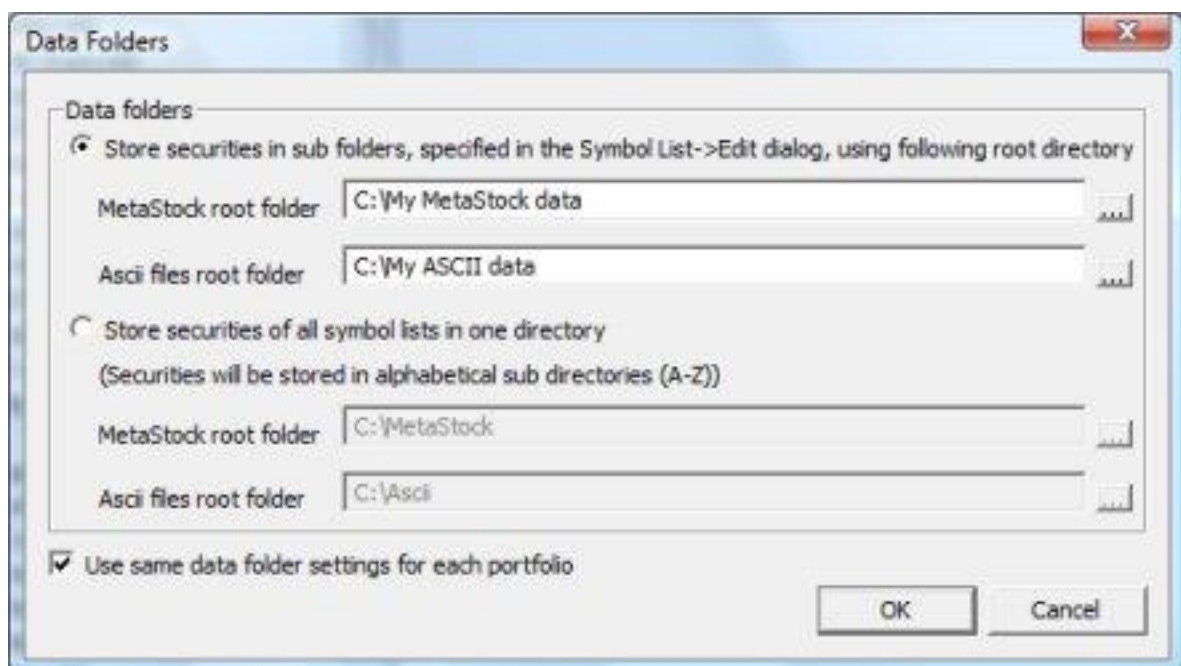 Data Folders
Data folders
Store securities in sub folders, specified in the Symbol List->Edit dialog, using following root directory
MetaStock root folder C:\My MetaStock data ...
Ascii files root folder C:\My ASCII data ...
Store securities of all symbol lists in one directory
(Securities will be stored in alphabetical sub directories (A-Z))
MetaStock root folder C:\MetaStock ...
Ascii files root folder C:\Ascii ...
Use same data folder settings for each portfolio
OK Cancel